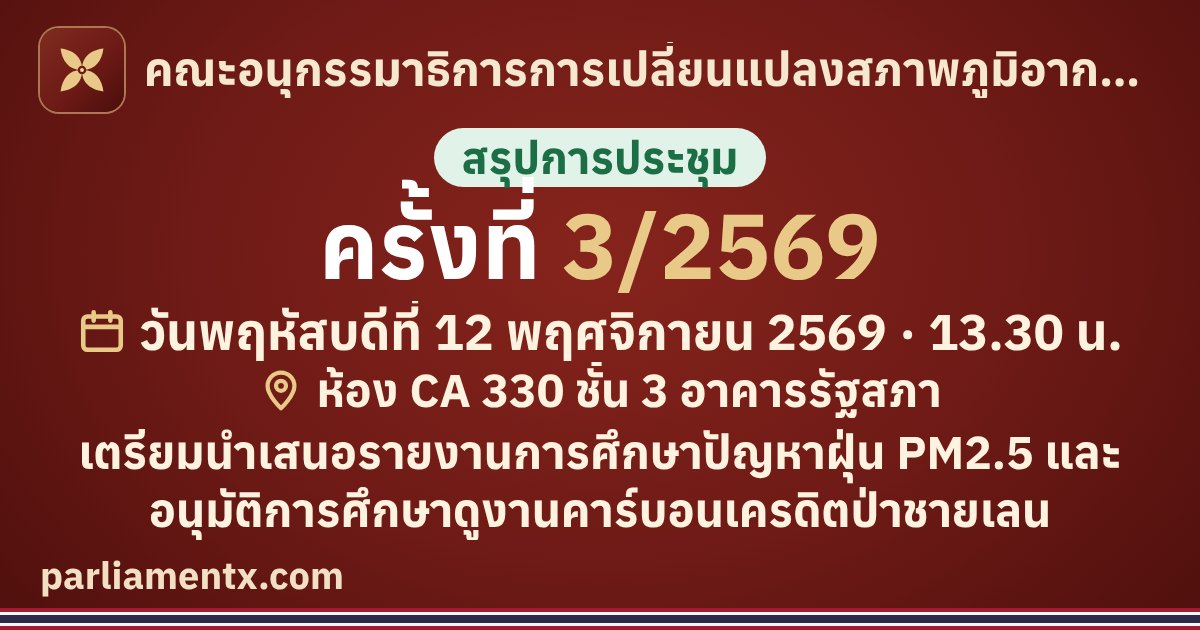 คณะอนุกรรมาธิการการเปลี่ยนแปลงสภาพภูมิอาก...
สรุปการประชุม
ครั้งที่ 3/2569
วันพฤหัสบดีที่ 12 พฤศจิกายน 2569 · 13.30 น.
ห้อง CA 330 ชั้น 3 อาคารรัฐสภา
เตรียมนำเสนอรายงานการศึกษาปัญหาฝุ่น PM2.5 และ
อนุมัติการศึกษาดูงานคาร์บอนเครดิตป่าชายเลน
parliamentx.com